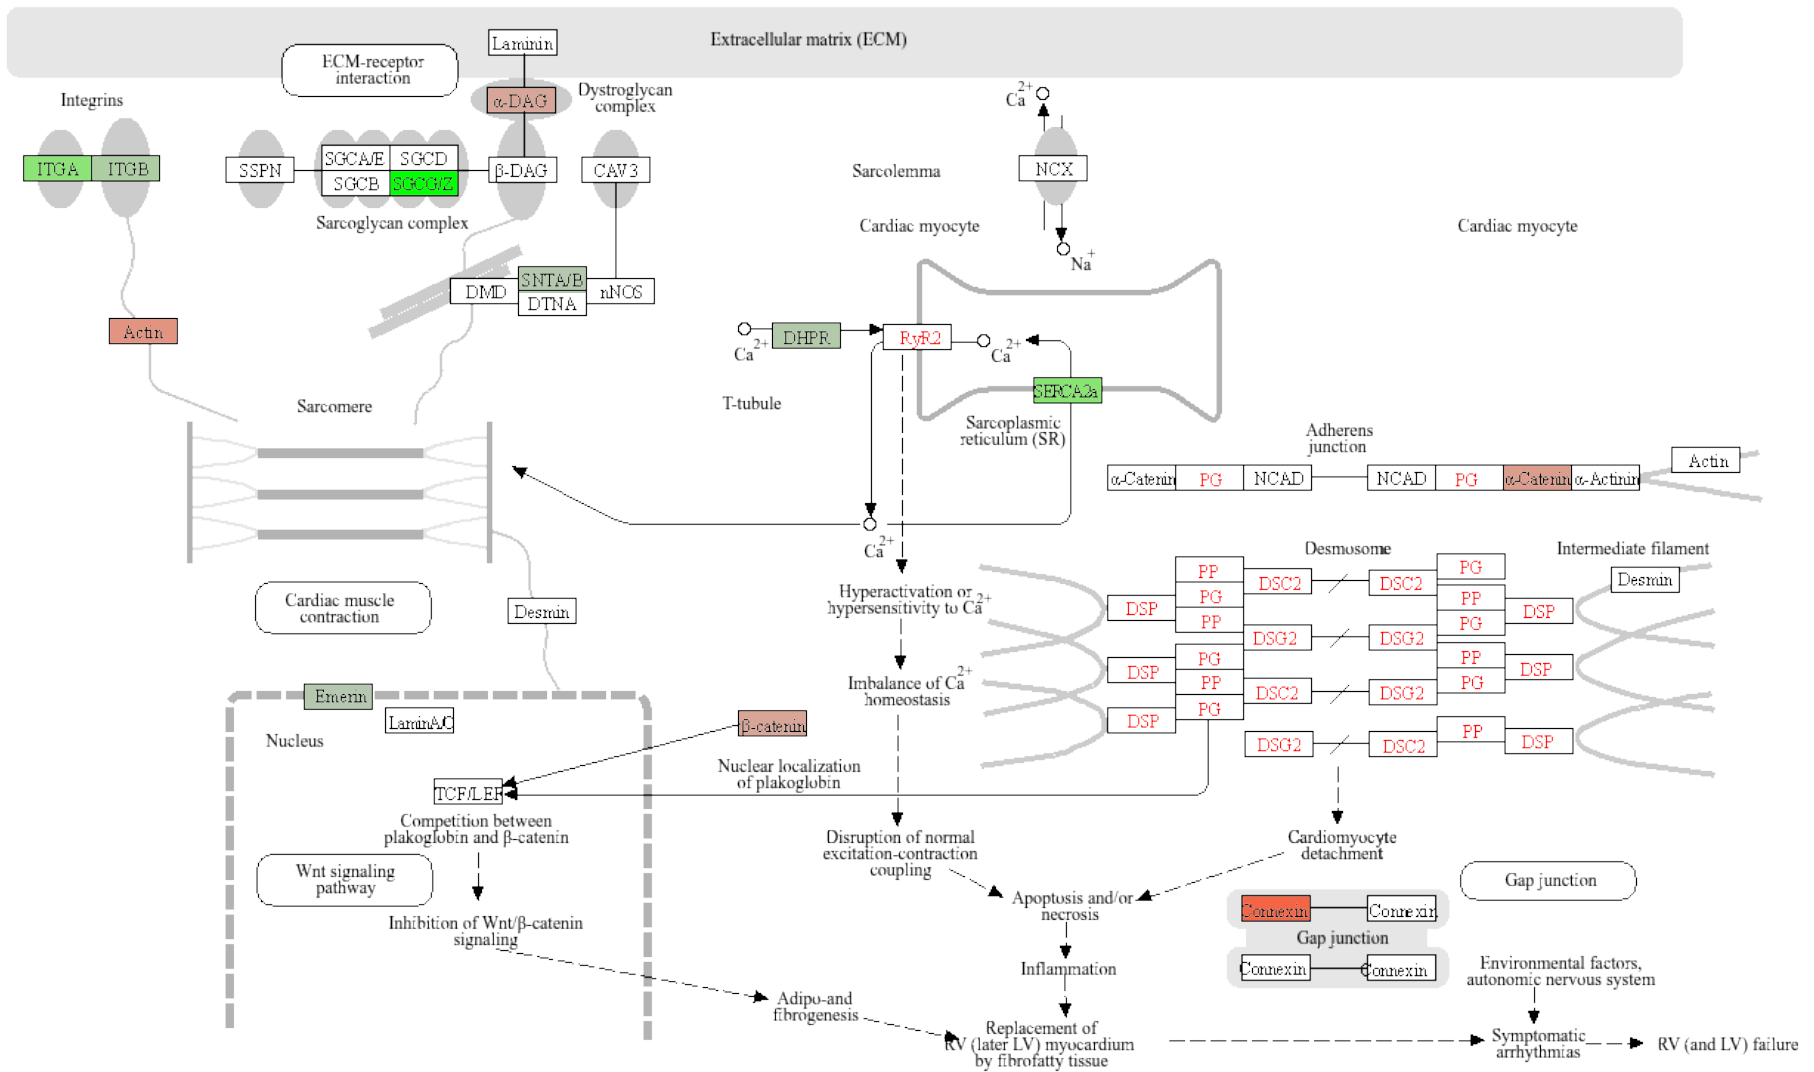 Extracellular matrix (ECM)
Laminin
ECM-receptor
interaction
Integrins
α-DAG
Dystroglycan
complex
Ca2+
ITGA
ITGB
SSPN
SGCA/E
SGCD
SGCB
SGCG/Z
β-DAG
CAV3
Sarcolemma
NCX
Sarcoglycan complex
Cardiac myocyte
Cardiac myocyte
Na+
SNTA/B
DMD
DTNA
nNOS
Actin
Ca2+
DHPR
RyR2
Ca2+
SERCA2a
T-tubule
Sarcomere
Sarcoplasmic
reticulum (SR)
Adherens
junction
α-Catenin
PG
NCAD
NCAD
PG
α-Catenin
α-Actinin
Actin
Ca2+
Desmosome
Intermediate filament
PP
PG
PP
DSC2
DSC2
PG
PP
PG
Desmin
DSP
DSP
DSG2
DSG2
PG
PP
PG
PP
PG
DSP
DSP
DSC2
DSG2
DSP
DSG2
DSC2
PP
DSP
Hyperactivation or
hypersensitivity to Ca2+
Cardiac muscle
contraction
Desmin
Imbalance of Ca2+
homeostasis
Emerin
LaminA/C
Nucleus
β-catenin
Nuclear localization
of plakoglobin
TCF/LEF
Competition between
plakoglobin and β-catenin
Disruption of normal
excitation-contraction
coupling
Cardiomyocyte
detachment
Wnt signaling
pathway
Gap junction
Apoptosis and/or
necrosis
Connexin
Connexin
Inhibition of Wnt/β-catenin
signaling
Gap junction
Inflammation
Connexin
Connexin
Environmental factors,
autonomic nervous system
Adipo-and
fibrogenesis
Replacement of
RV (later LV) myocardium
by fibrofatty tissue
Symptomatic
arrhythmias
RV (and LV) failure